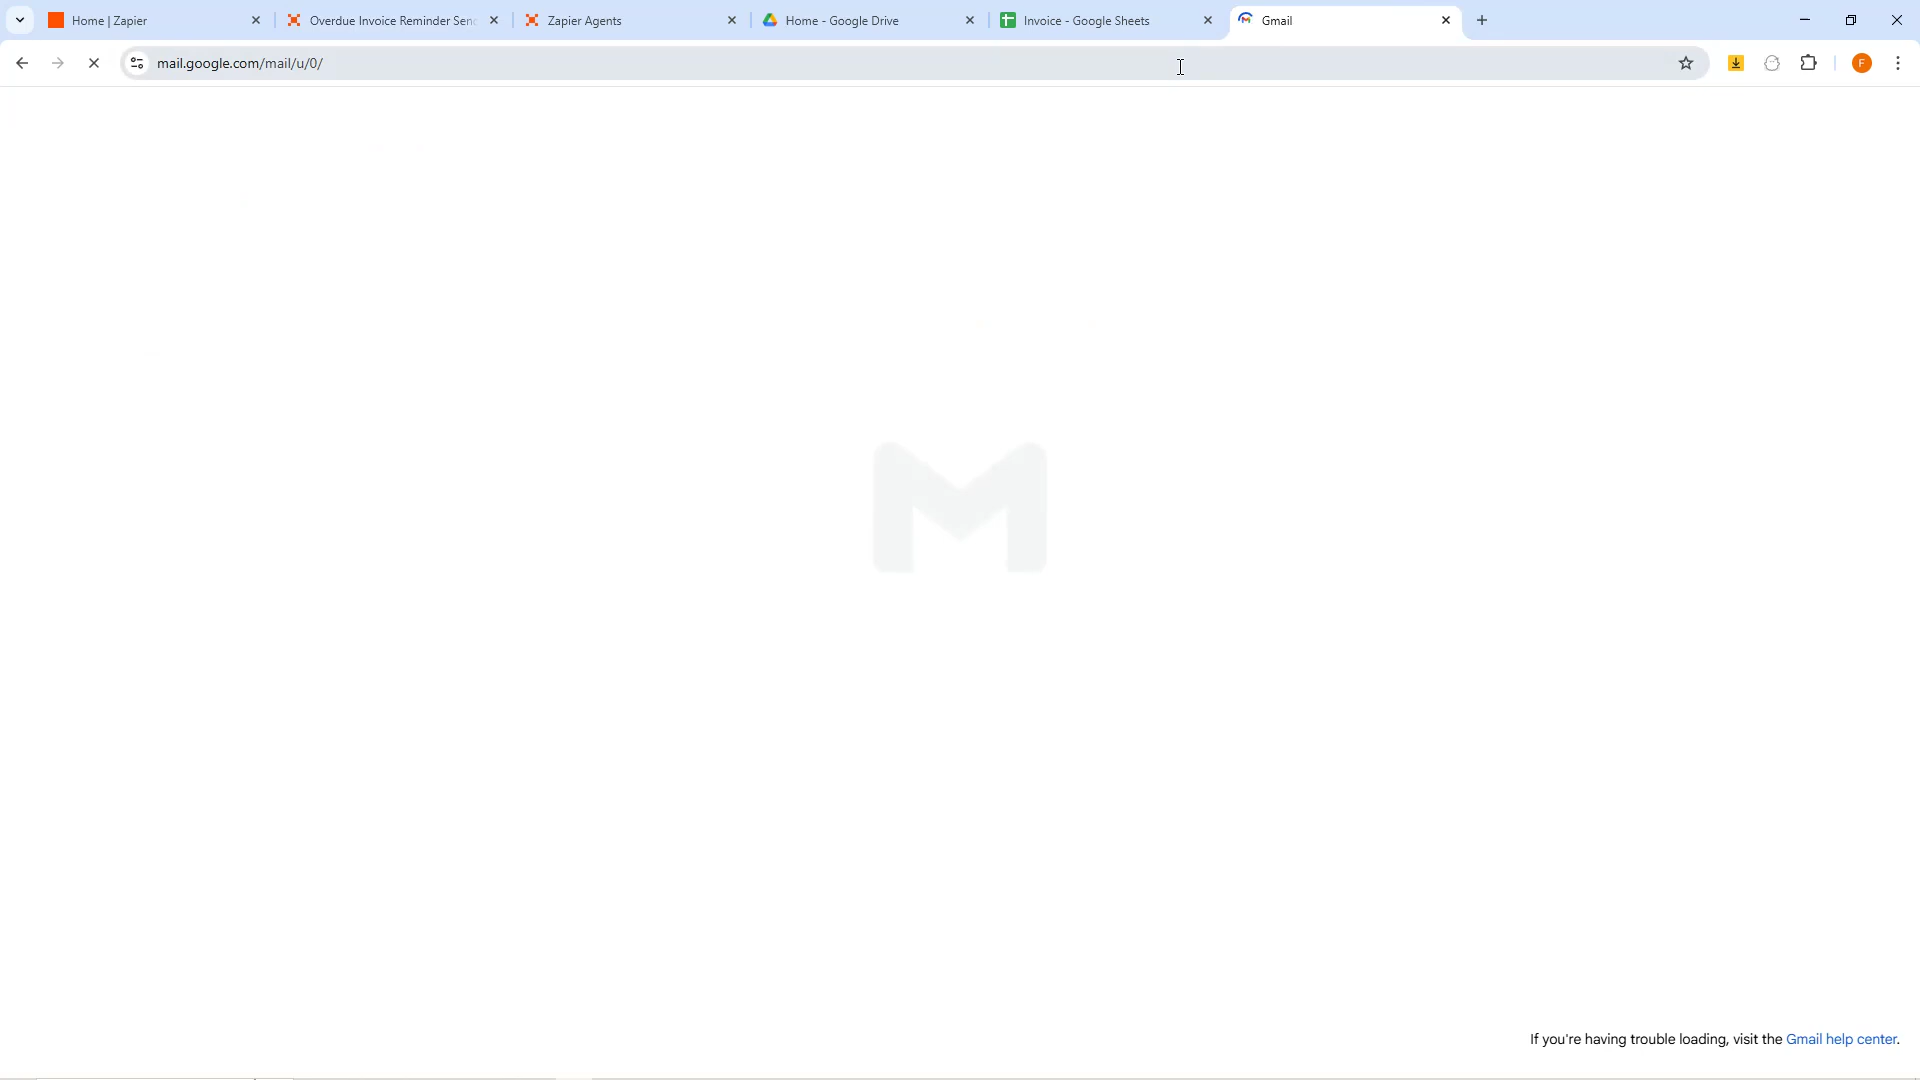 Home | Zapier
Overdue Invoice Reminder Senc
Zapier Agents
Home - Google Drive
Invoice - Google Sheets
Gmail
mail.google.com/mail/u/0/
F
If you're having trouble loading, visit the Gmail help center.